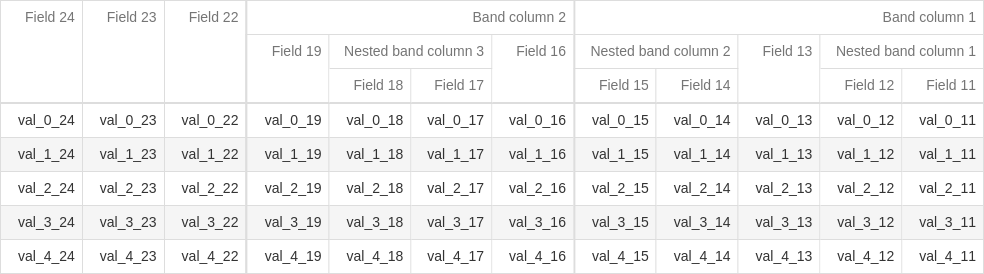 Field 24 Field 23 Field 22 Band column 2 Band column 1
Field 19 Nested band column 3 Field 16 Nested band column 2 Field 13 Nested band column 1
Field 18 Field 17 Field 15 Field 14 Field 12 Field 11
val_0_24 val_0_23 val_0_22 val_0_19 val_0_18 val_0_17 val_0_16 val_0_15 val_0_14 val_0_13 val_0_12 val_0_11
val_1_24 val_1_23 val_1_22 val_1_19 val_1_18 val_1_17 val_1_16 val_1_15 val_1_14 val_1_13 val_1_12 val_1_11
val_2_24 val_2_23 val_2_22 val_2_19 val_2_18 val_2_17 val_2_16 val_2_15 val_2_14 val_2_13 val_2_12 val_2_11
val_3_24 val_3_23 val_3_22 val_3_19 val_3_18 val_3_17 val_3_16 val_3_15 val_3_14 val_3_13 val_3_12 val_3_11
val_4_24 val_4_23 val_4_22 val_4_19 val_4_18 val_4_17 val_4_16 val_4_15 val_4_14 val_4_13 val_4_12 val_4_11